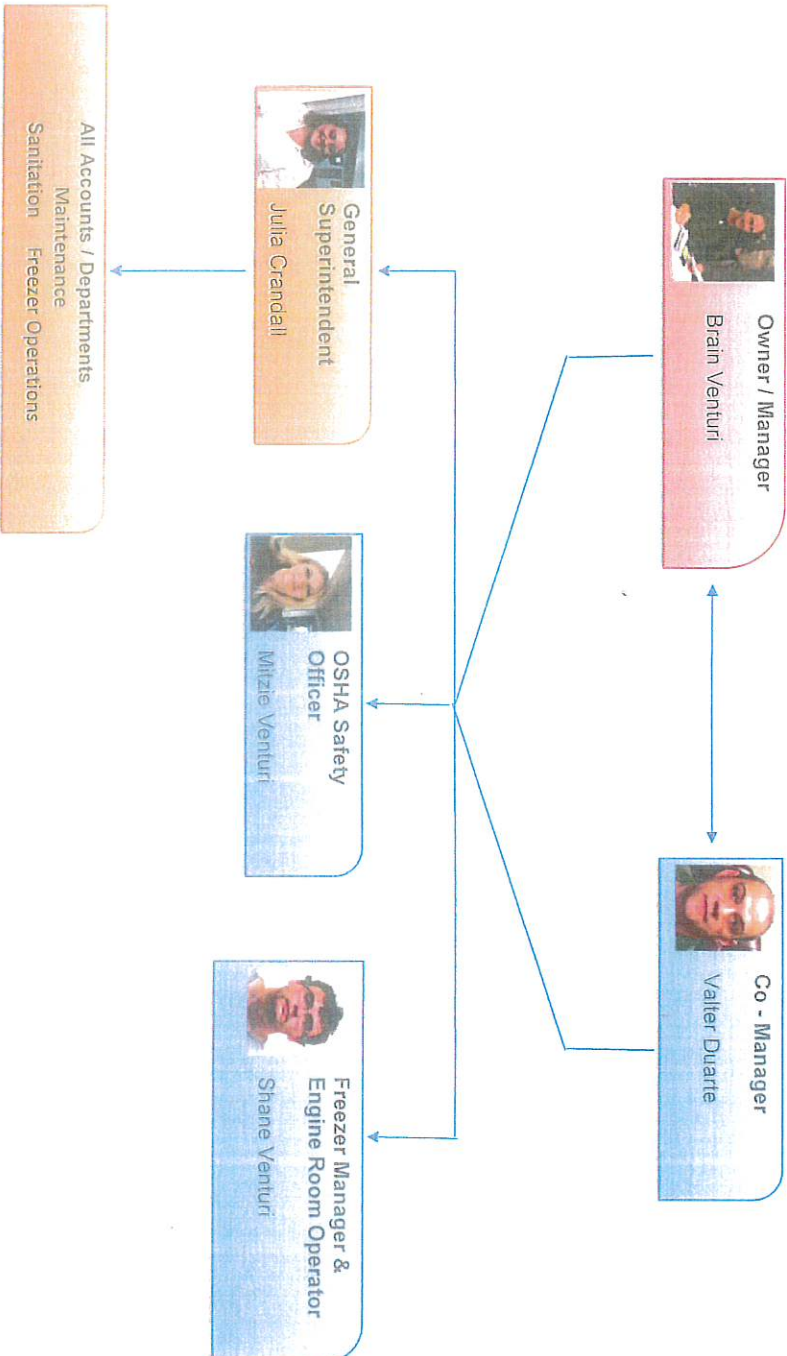 Owner / Manager
Brain Venturi
Co - Manager
Valter Duarte
General
Superintendent
Julia Crandall
OSHA Safety
Officer
Mitzie Venturi
Freezer Manager &
Engine Room Operator
Shane Venturi
All Accounts / Departments
Maintenance
Sanitation Freezer Operations